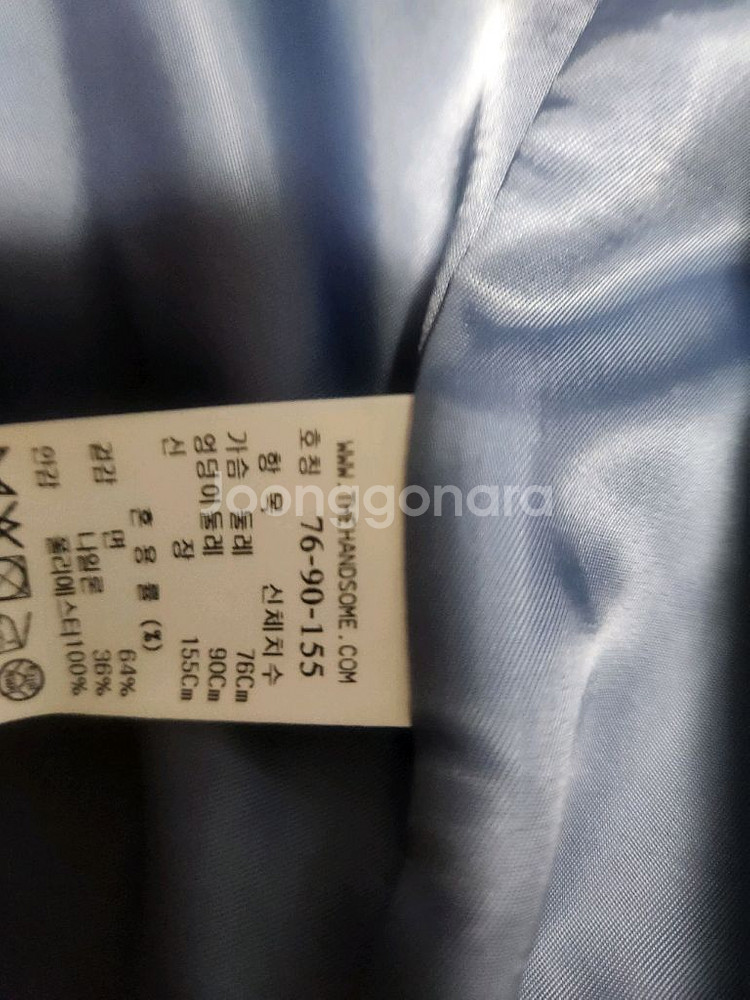 WWW.THEHANDSOME.COM
호칭 76-90-155
항 목 신체치수
가슴 둘레 76Cm
엉덩이둘레 90Cm
신 장 155Cm
혼 용 률 (%)
겉감 면 64%
나일론 36%
안감 폴리에스터100%
Joonggonara